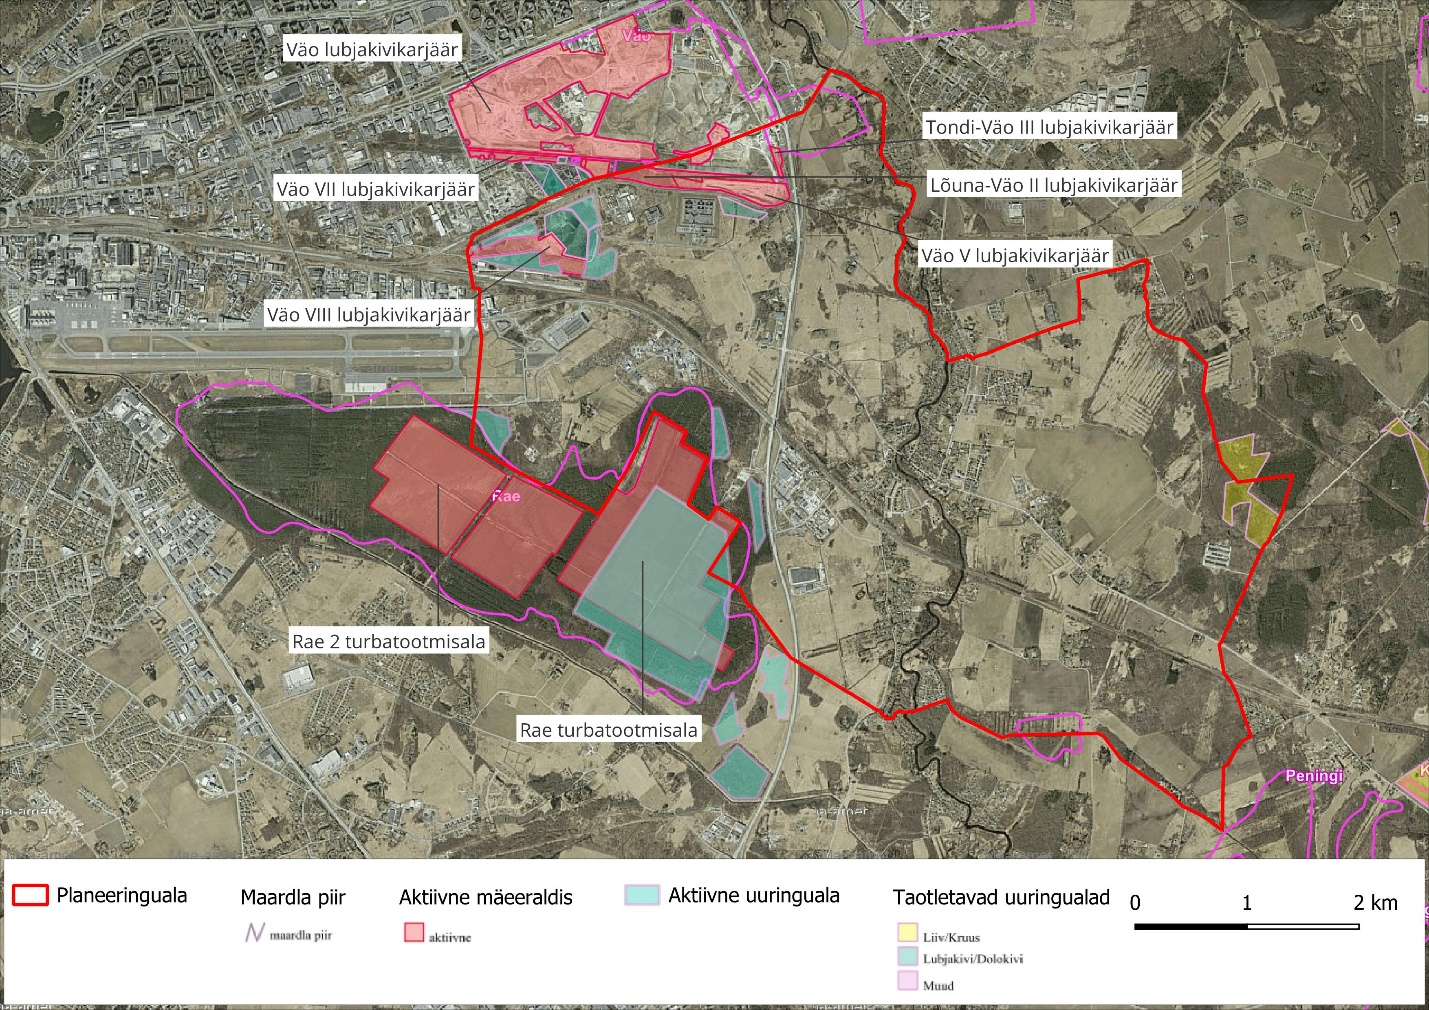 Väo lubjakivikarjäär
Väo
Tondi-Väo III lubjakivikarjäär
Väo VII lubjakivikarjäär
Lõuna-Väo II lubjakivikarjäär
Väo V lubjakivikarjäär
Väo VIII lubjakivikarjäär
Rae
Rae 2 turbatootmisala
Rae turbatootmisala
Peningi
Planeeringuala
Maardla piir
maardla piir
Aktiivne mäeeraldis
aktiivne
Aktiivne uuringuala
Taotletavad uuringualad
Liiv/Kruus
Lubjakivi/Dolokivi
Muud
0 1 2 km